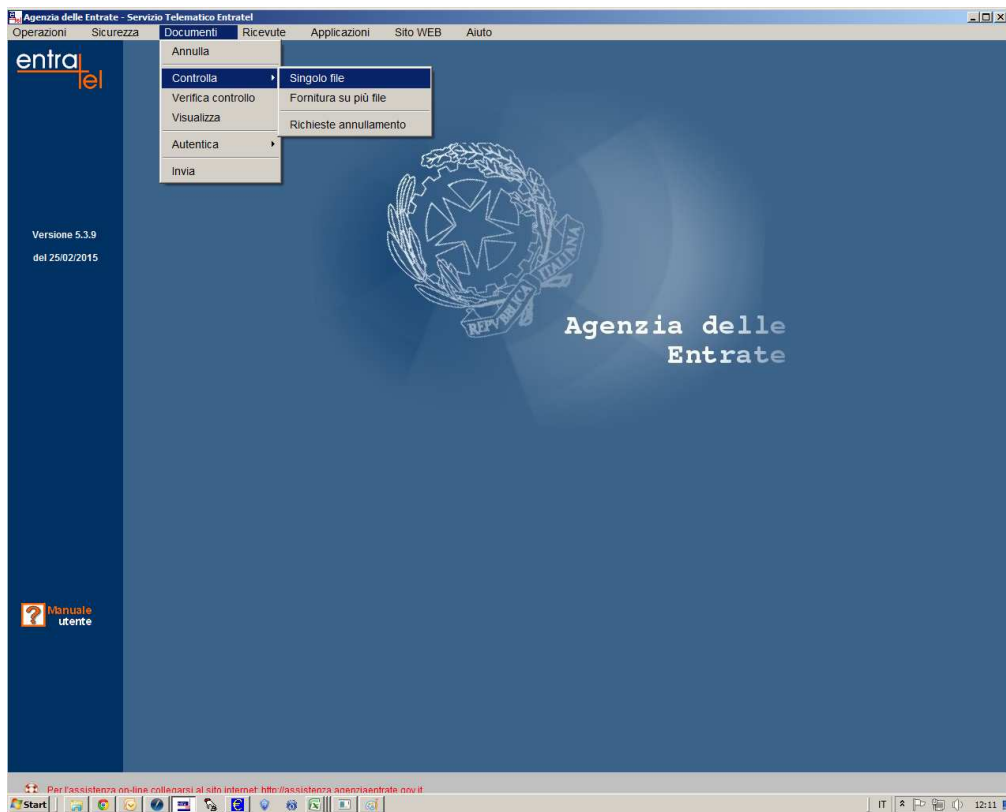 Agenzia delle Entrate - Servizio Telematico Entratel
Operazioni Sicurezza Documenti Ricevute Applicazioni Sito WEB Aiuto
entratel
Annulla
Controlla
Verifica controllo
Visualizza
Autentica
Invia
Singolo file
Fornitura su più file
Richieste annullamento
Versione 5.3.9
del 25/02/2015
REPVBBLICA ITALIANA
Agenzia delle
Entrate
Manuale
utente
Per l'assistenza on-line collegarsi al sito internet: http://assistenza.agenziaentrate.gov.it
Start
IT 12:11